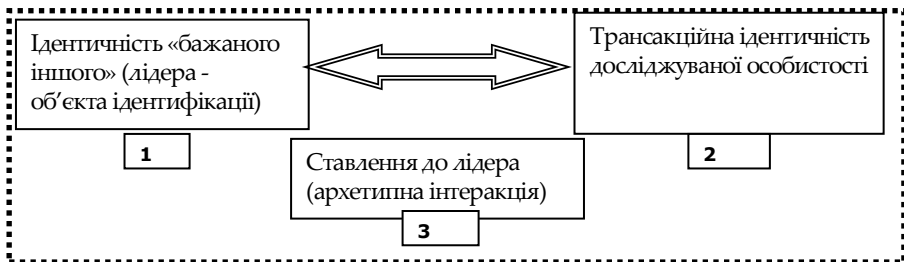 Ідентичність «бажаного
іншого» (лідера -
об’єкта ідентифікації)
1
Трансакційна ідентичність
досліджуваної особистості
2
Ставлення до лідера
(архетипна інтеракція)
3